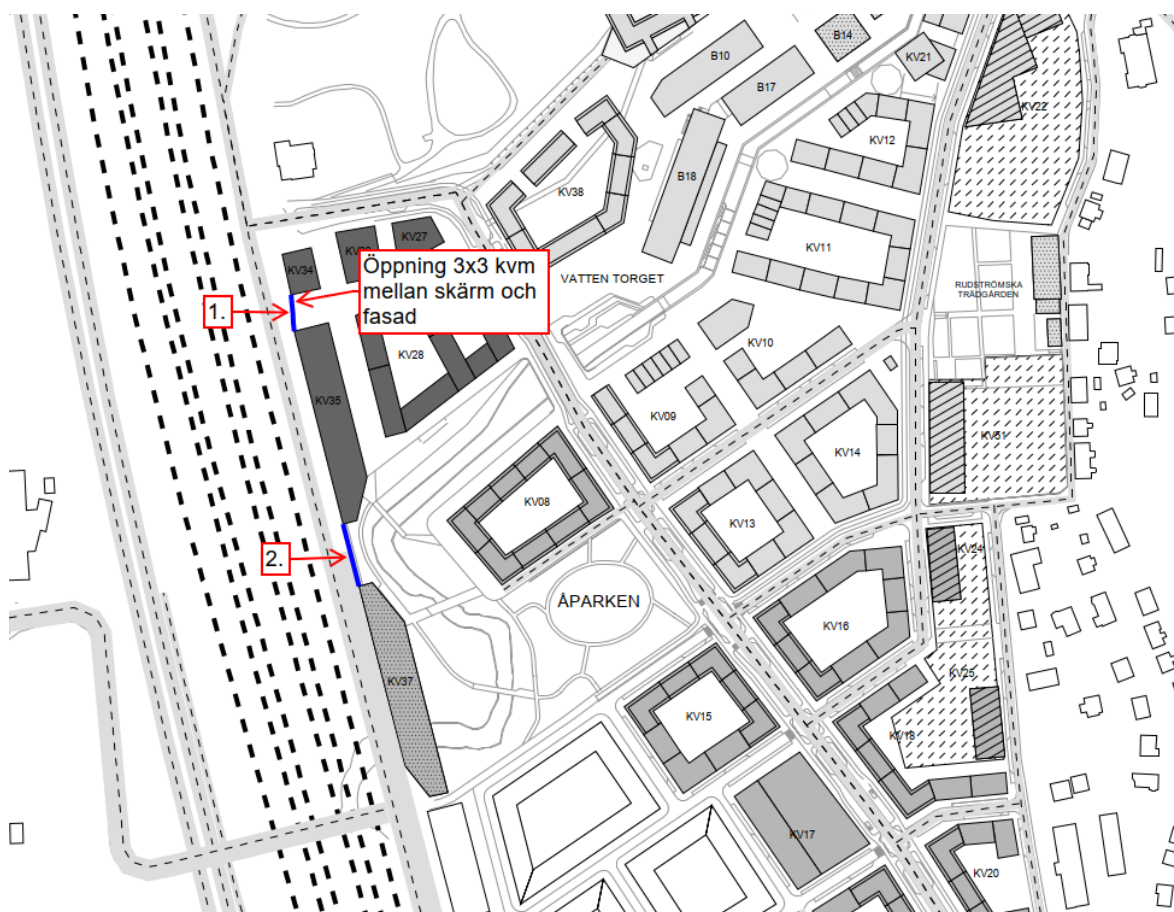 B14
B10
KV21
B17
KV22
KV12
B18
KV38
KV27
KV11
KV34
Öppning 3x3 kvm
mellan skärm och
fasad
VATTEN TORGET
RUDSTRÖMSKA
TRÄDGÅRDEN
1.
KV10
KV28
KV35
KV09
KV51
KV14
KV08
KV13
2.
KV24
ÅPARKEN
KV16
KV25
KV37
KV15
KV18
KV17
KV20